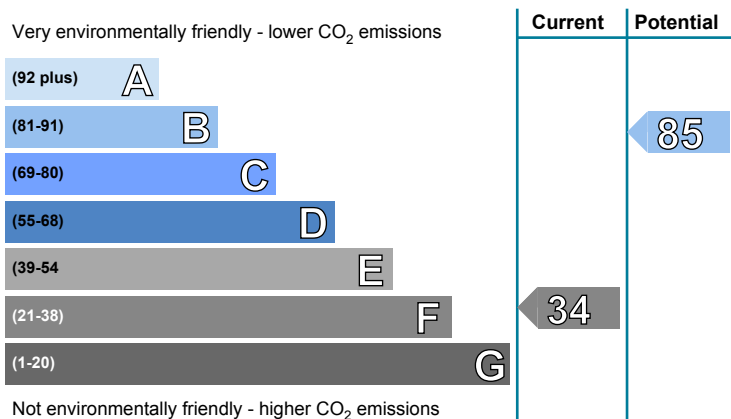 Very environmentally friendly - lower CO2 emissions
Current
Potential
(92 plus) A
(81-91) B
85
(69-80) C
(55-68) D
(39-54 E
(21-38) F
34
(1-20) G
Not environmentally friendly - higher CO2 emissions